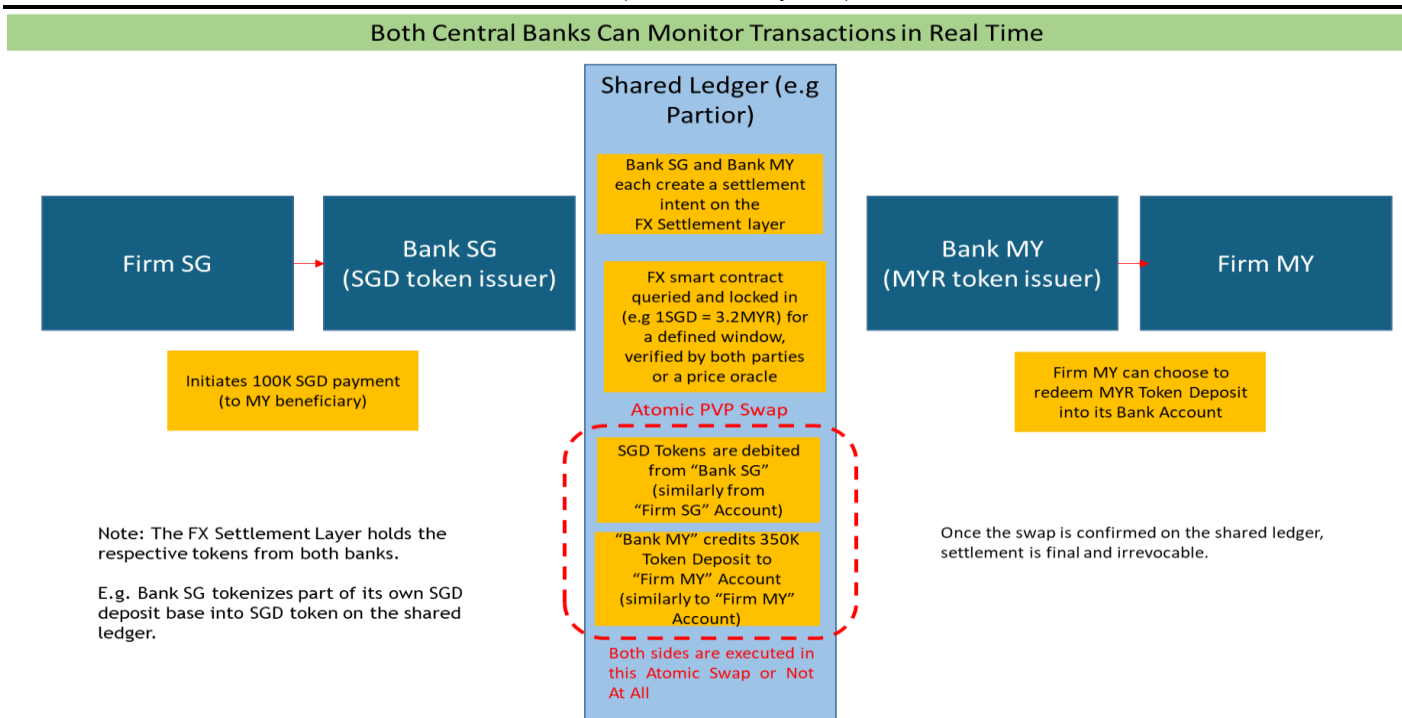 Both Central Banks Can Monitor Transactions in Real Time
Shared Ledger (e.g
Partior)
Bank SG and Bank MY
each create a settlement
intent on the
FX Settlement layer
Firm SG
Bank SG
(SGD token issuer)
Bank MY
(MYR token issuer)
Firm MY
FX smart contract
queried and locked in
(e.g 1SGD = 3.2MYR) for
a defined window,
verified by both parties
or a price oracle
Initiates 100K SGD payment
(to MY beneficiary)
Firm MY can choose to
redeem MYR Token Deposit
into its Bank Account
Atomic PVP Swap
SGD Tokens are debited
from “Bank SG”
(similarly from
“Firm SG” Account)
“Bank MY” credits 350K
Token Deposit to
“Firm MY” Account
(similarly to “Firm MY”
Account)
Both sides are executed in
this Atomic Swap or Not
At All
Note: The FX Settlement Layer holds the
respective tokens from both banks.
E.g. Bank SG tokenizes part of its own SGD
deposit base into SGD token on the shared
ledger.
Once the swap is confirmed on the shared ledger,
settlement is final and irrevocable.